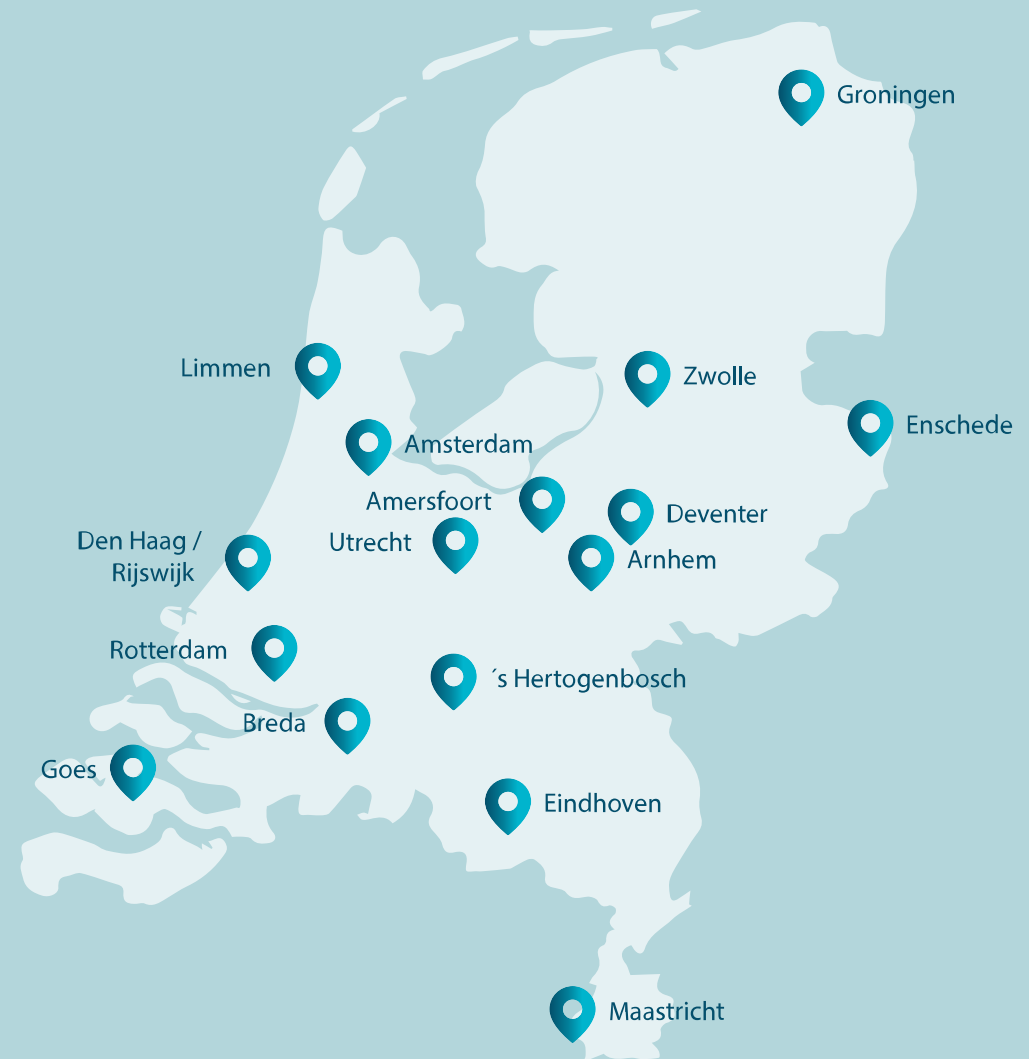 Groningen
Limmen
Zwolle
Enschede
Amsterdam
Amersfoort
Deventer
Utrecht
Den Haag /
Rijswijk
Arnhem
Rotterdam
´s Hertogenbosch
Breda
Goes
Eindhoven
Maastricht